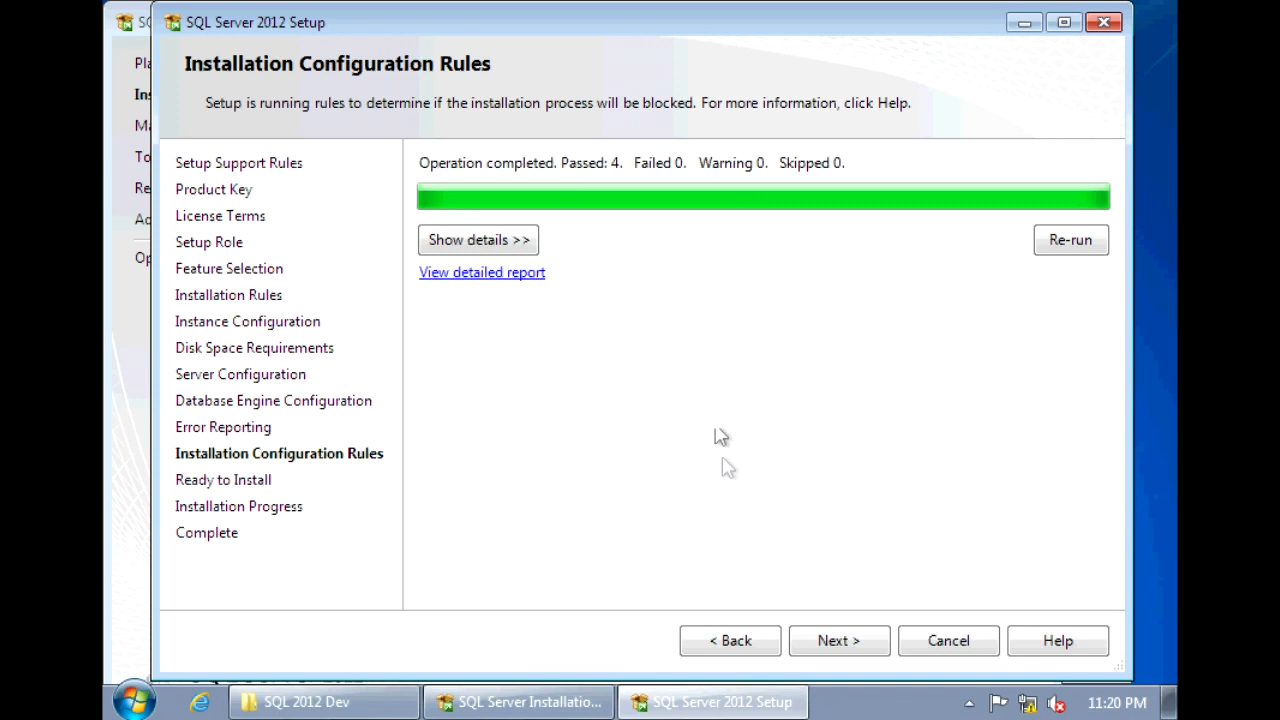 SQL Server 2012 Setup
Installation Configuration Rules
Setup is running rules to determine if the installation process will be blocked. For more information, click Help.
Setup Support Rules
Product Key
License Terms
Setup Role
Feature Selection
Installation Rules
Instance Configuration
Disk Space Requirements
Server Configuration
Database Engine Configuration
Error Reporting
Installation Configuration Rules
Ready to Install
Installation Progress
Complete
Operation completed. Passed: 4. Failed 0. Warning 0. Skipped 0.
Show details >>
Re-run
View detailed report
< Back
Next >
Cancel
Help
SQL 2012 Dev
SQL Server Installatio...
SQL Server 2012 Setup
11:20 PM